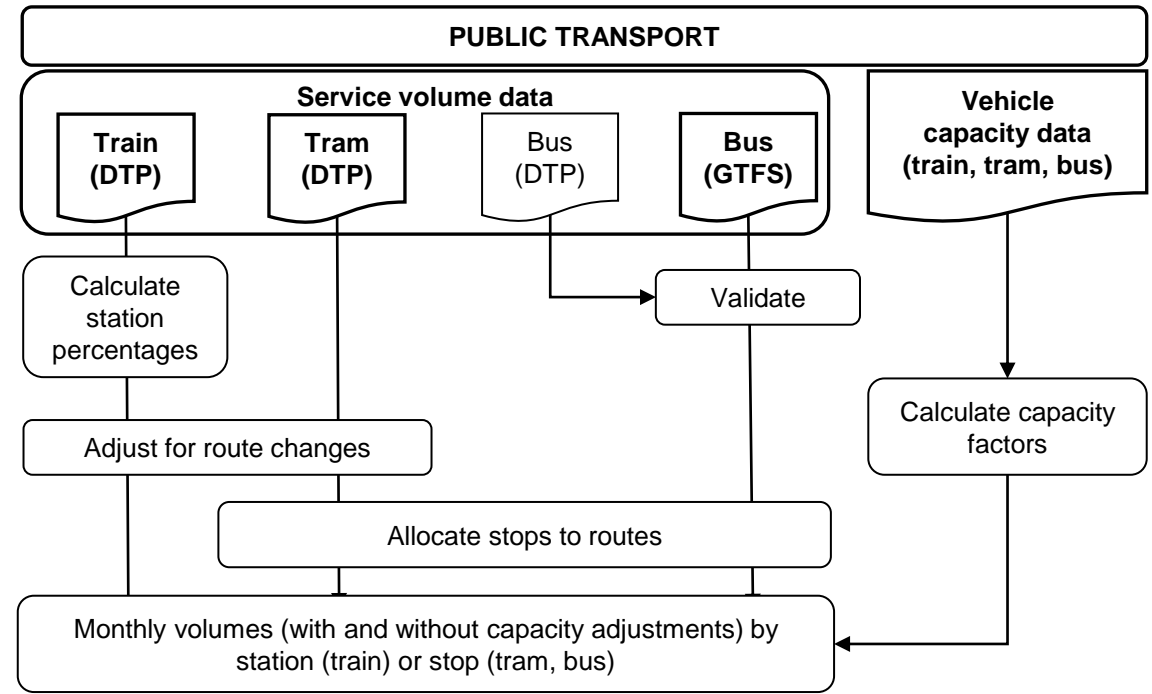 PUBLIC TRANSPORT
Service volume data
Train
(DTP)
Tram
(DTP)
Bus
(DTP)
Bus
(GTFS)
Vehicle
capacity data
(train, tram, bus)
Calculate
station
percentages
Validate
Calculate capacity
factors
Adjust for route changes
Allocate stops to routes
Monthly volumes (with and without capacity adjustments) by
station (train) or stop (tram, bus)